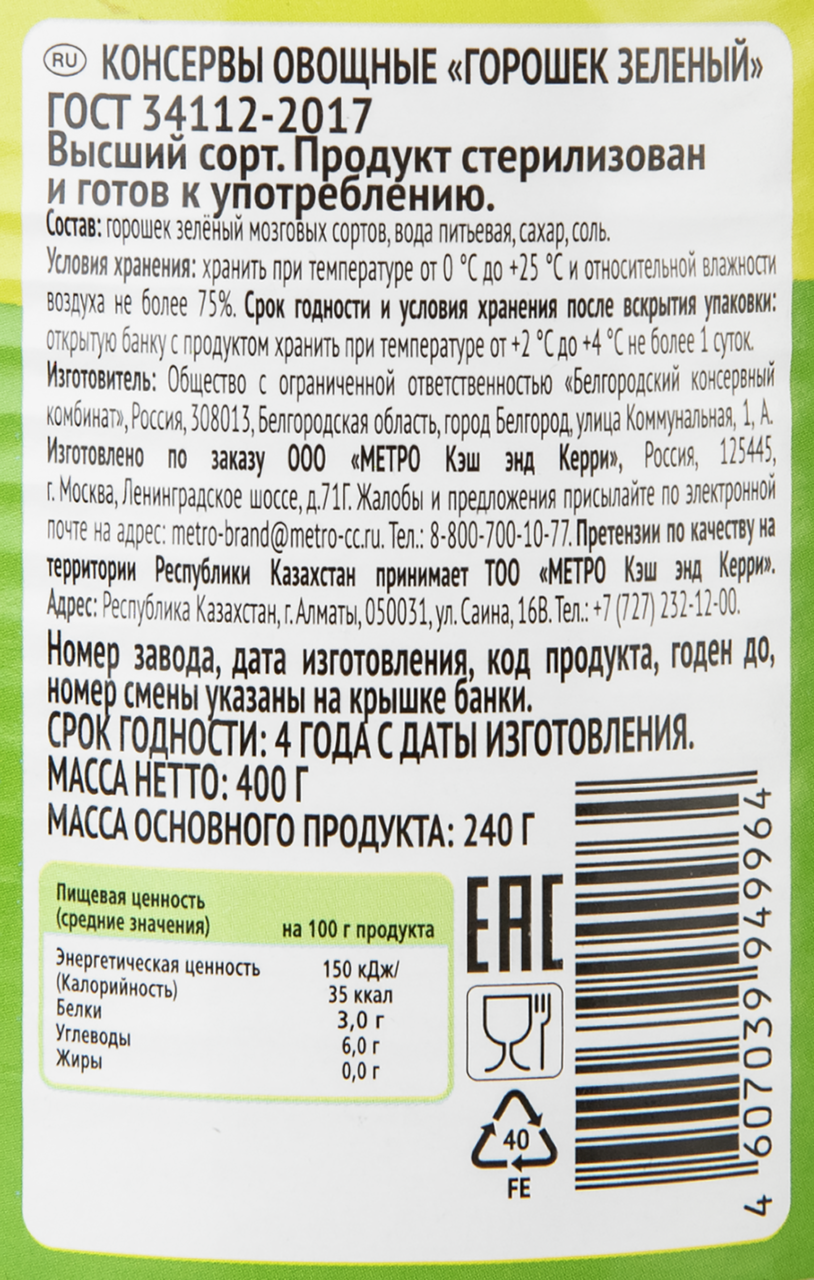 RU КОНСЕРВЫ ОВОЩНЫЕ «ГОРОШЕК ЗЕЛЕНЫЙ»
ГОСТ 34112-2017
Высший сорт. Продукт стерилизован
и готов к употреблению.
Состав: горошек зелёный мозговых сортов, вода питьевая, сахар, соль.
Условия хранения: хранить при температуре от 0 °С до +25 °С и относительной влажности
воздуха не более 75%. Срок годности и условия хранения после вскрытия упаковки:
открытую банку с продуктом хранить при температуре от +2 °С до +4 °С не более 1 суток.
Изготовитель: Общество с ограниченной ответственностью «Белгородский консервный
комбинат», Россия, 308013, Белгородская область, город Белгород, улица Коммунальная, 1, А.
Изготовлено по заказу ООО «МЕТРО Кэш энд Керри», Россия, 125445,
г. Москва, Ленинградское шоссе, д.71Г. Жалобы и предложения присылайте по электронной
почте на адрес: metro-brand@metro-cc.ru. Тел.: 8-800-700-10-77. Претензии по качеству на
территории Республики Казахстан принимает ТОО «МЕТРО Кэш энд Керри».
Адрес: Республика Казахстан, г. Алматы, 050031, ул. Саина, 16В. Тел.: +7 (727) 232-12-00.
Номер завода, дата изготовления, код продукта, годен до,
номер смены указаны на крышке банки.
СРОК ГОДНОСТИ: 4 ГОДА С ДАТЫ ИЗГОТОВЛЕНИЯ.
МАССА НЕТТО: 400 Г
МАССА ОСНОВНОГО ПРОДУКТА: 240 Г
Пищевая ценность
(средние значения) на 100 г продукта
Энергетическая ценность 150 кДж/
(Калорийность) 35 ккал
Белки 3,0 г
Углеводы 6,0 г
Жиры 0,0 г
EAC
40
FE
4 607039 949964